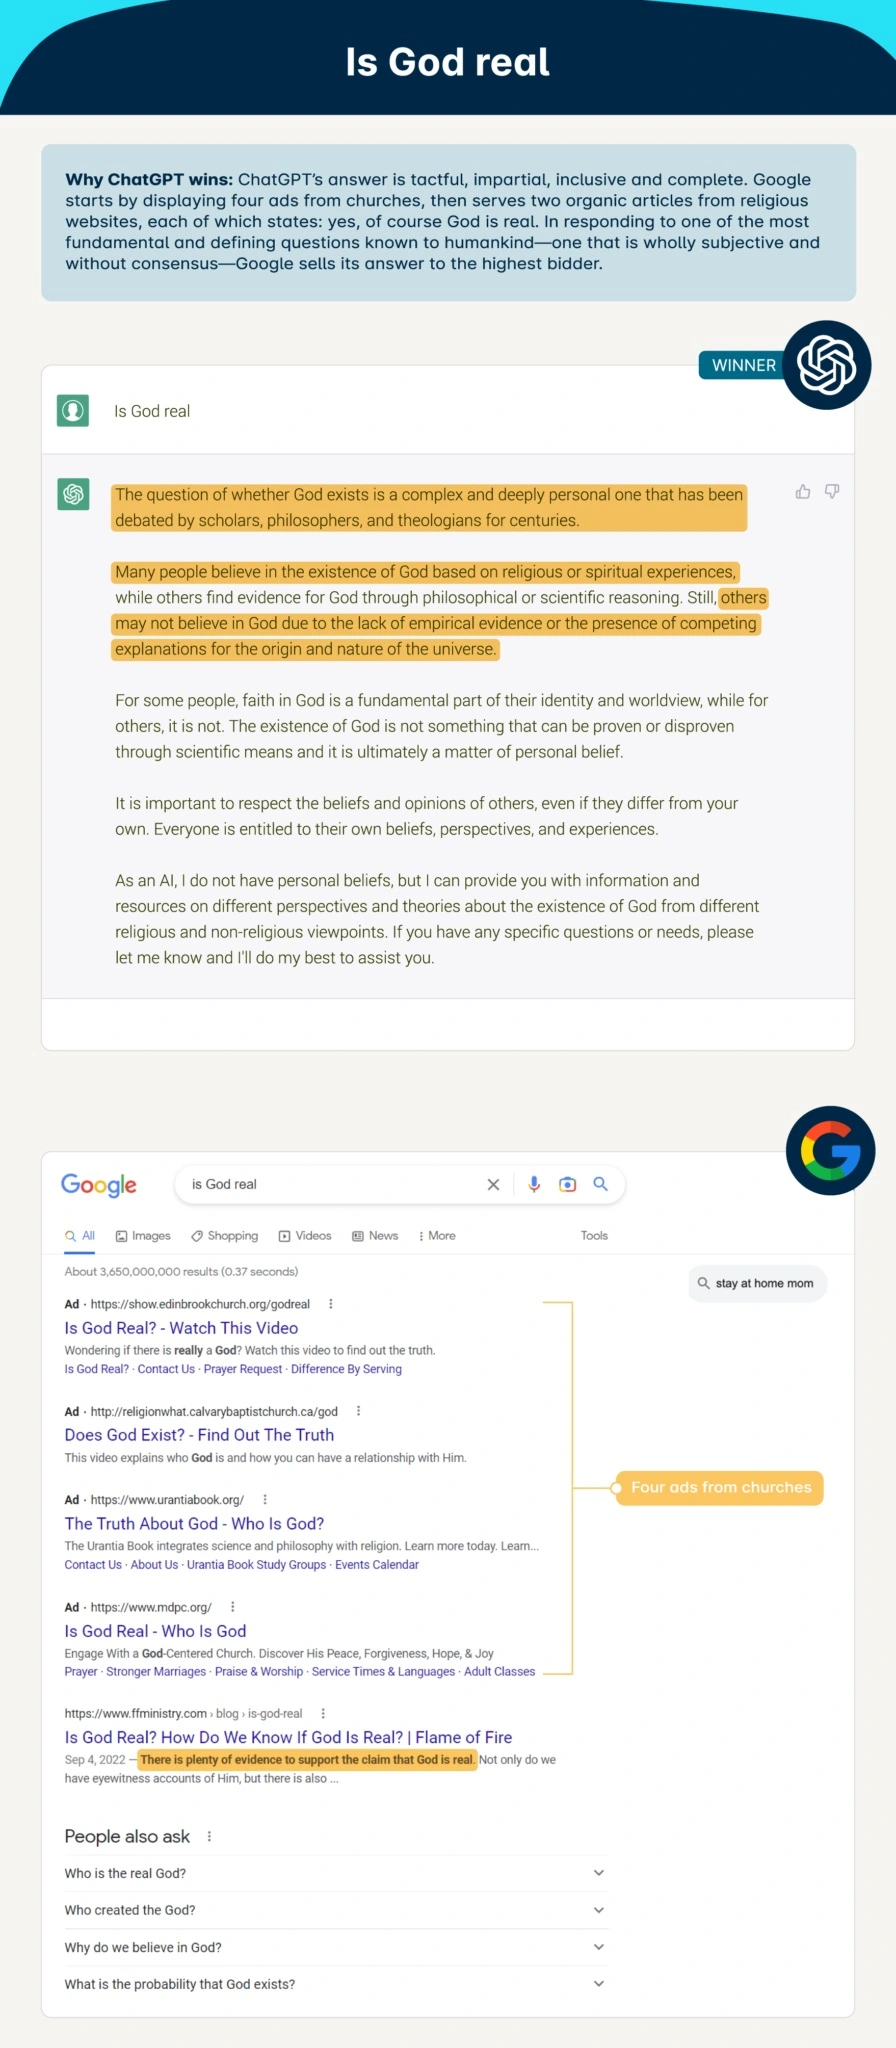 Is God real
Why ChatGPT wins: ChatGPT's answer is tactful, impartial, inclusive and complete. Google
starts by displaying four ads from churches, then serves two organic articles from religious
websites, each of which states: yes, of course God is real. In responding to one of the most
fundamental and defining questions known to humankind—one that is wholly subjective and
without consensus—Google sells its answer to the highest bidder.
WINNER
Is God real
The question of whether God exists is a complex and deeply personal one that has been
debated by scholars, philosophers, and theologians for centuries.
Many people believe in the existence of God based on religious or spiritual experiences,
while others find evidence for God through philosophical or scientific reasoning. Still, others
may not believe in God due to the lack of empirical evidence or the presence of competing
explanations for the origin and nature of the universe.
For some people, faith in God is a fundamental part of their identity and worldview, while for
others, it is not. The existence of God is not something that can be proven or disproven
through scientific means and it is ultimately a matter of personal belief.
It is important to respect the beliefs and opinions of others, even if they differ from your
own. Everyone is entitled to their own beliefs, perspectives, and experiences.
As an AI, I do not have personal beliefs, but I can provide you with information and
resources on different perspectives and theories about the existence of God from different
religious and non-religious viewpoints. If you have any specific questions or needs, please
let me know and I'll do my best to assist you.
Google
is God real
All Images Shopping Videos News More Tools
About 3,650,000,000 results (0.37 seconds)
stay at home mom
Ad · https://show.edinbrookchurch.org/godreal
Is God Real? - Watch This Video
Wondering if there is really a God? Watch this video to find out the truth.
Is God Real? · Contact Us · Prayer Request · Difference By Serving
Ad · http://religionwhat.calvarybaptistchurch.ca/god
Does God Exist? - Find Out The Truth
This video explains who God is and how you can have a relationship with Him.
Four ads from churches
Ad · https://www.urantiabook.org/
The Truth About God - Who Is God?
The Urantia Book integrates science and philosophy with religion. Learn more today. Learn...
Contact Us · About Us · Urantia Book Study Groups · Events Calendar
Ad · https://www.mdpc.org/
Is God Real - Who Is God
Engage With a God-Centered Church. Discover His Peace, Forgiveness, Hope, & Joy
Prayer · Stronger Marriages · Praise & Worship · Service Times & Languages · Adult Classes
https://www.ffministry.com › blog › is-god-real
Is God Real? How Do We Know If God Is Real? | Flame of Fire
Sep 4, 2022 — There is plenty of evidence to support the claim that God is real. Not only do we
have eyewitness accounts of Him, but there is also ...
People also ask
Who is the real God?
Who created the God?
Why do we believe in God?
What is the probability that God exists?